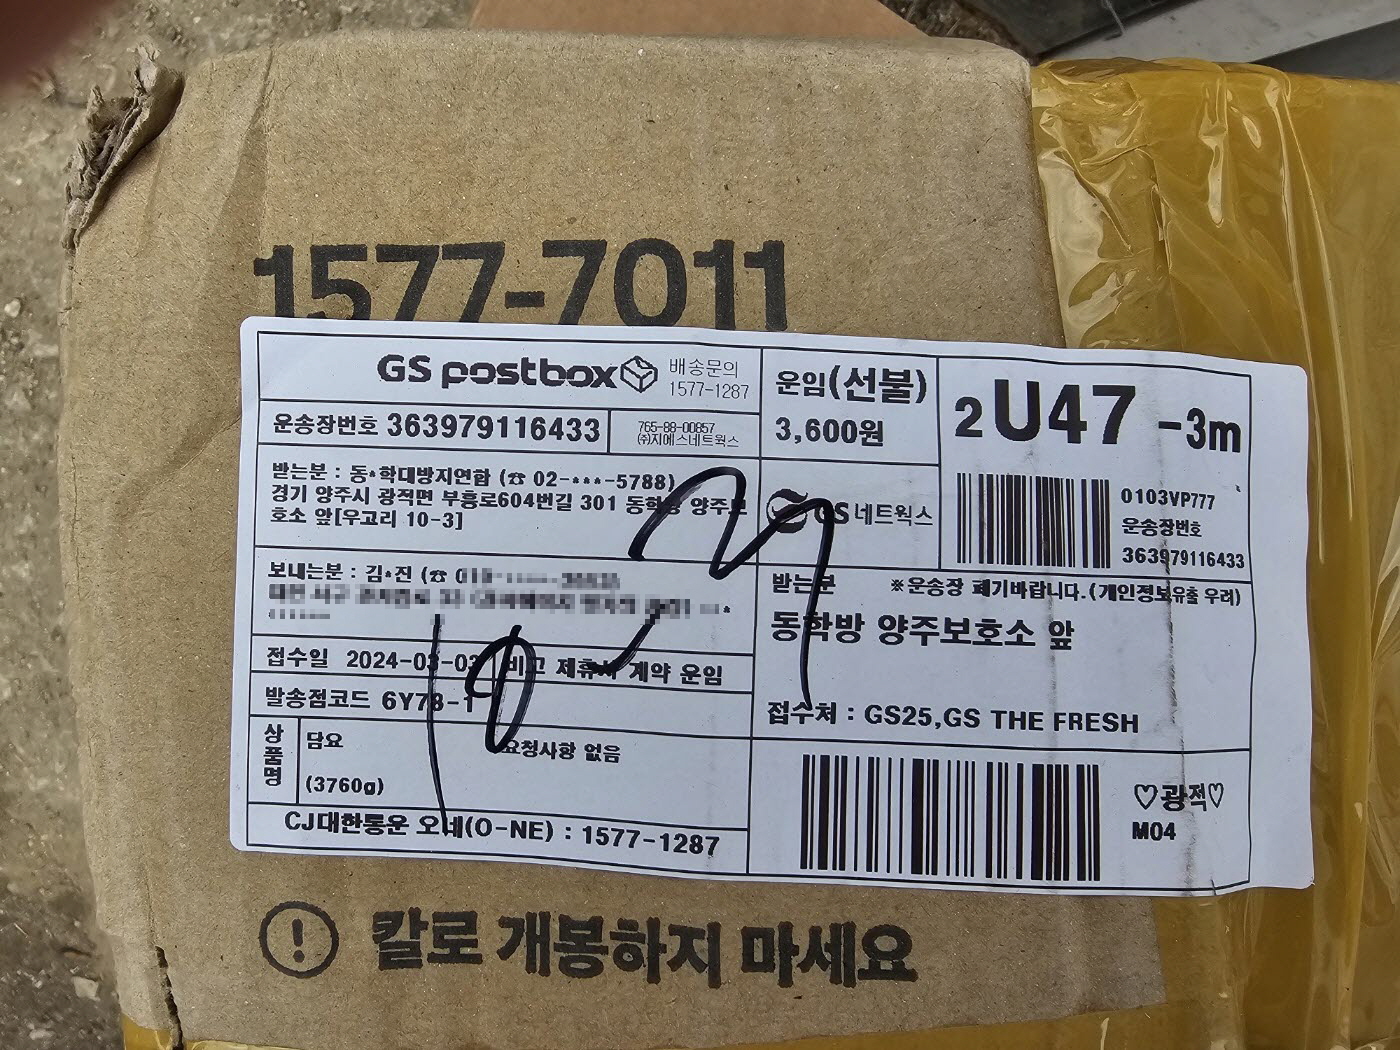 1577-7011
GS postbox 배송문의
1577-1287
운임(선불)
3,600원
2 U47 -3m
운송장번호 363979116433
765-88-00857
㈜지에스네트웍스
받는분 : 동*학대방지연합 (☎ 02-***-5788)
경기 양주시 광적면 부흥로604번길 301 동학방 양주보
호소 앞[우고리 10-3]
GS네트웍스
0103VP777
운송장번호
363979116433
보내는분 : 김*진 (☎
받는분 ※운송장 폐기바랍니다.(개인정보유출 우려)
동학방 양주보호소 앞
접수일 2024-03-03 비고 제휴사 계약 운임
발송점코드 6Y78-1
접수처 : GS25,GS THE FRESH
상품명 담요 요청사항 없음
(3760g)
♡광적♡
M04
CJ대한통운 오네(O-NE) : 1577-1287
! 칼로 개봉하지 마세요